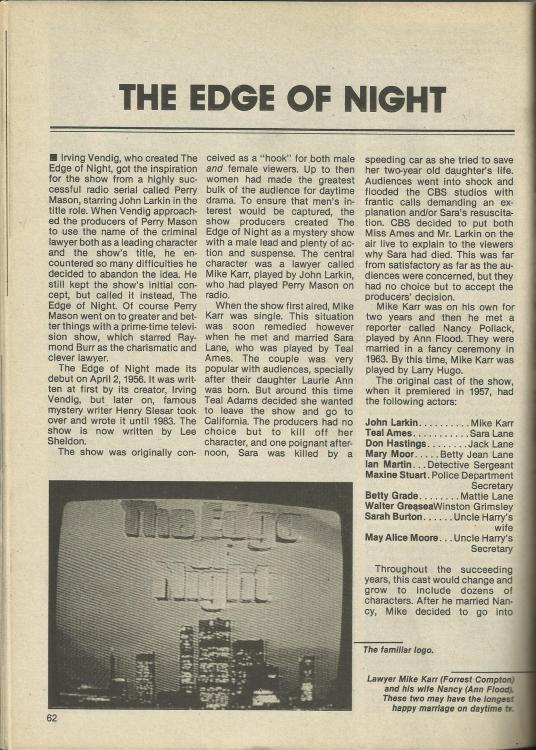 THE EDGE OF NIGHT
■ Irving Vendig, who created The
Edge of Night, got the inspiration
for the show from a highly suc-
cessful radio serial called Perry
Mason, starring John Larkin in the
title role. When Vendig approach-
ed the producers of Perry Mason
to use the name of the criminal
lawyer both as a leading character
and the show's title, he en-
countered so many difficulties he
decided to abandon the idea. He
still kept the show's initial con-
cept, but called it instead, The
Edge of Night. Of course Perry
Mason went on to greater and bet-
ter things with a prime-time televi-
sion show, which starred Ray-
mond Burr as the charismatic and
clever lawyer.
The Edge of Night made its
debut on April 2, 1956. It was writ-
ten at first by its creator, Irving
Vendig, but later on, famous
mystery writer Henry Slesar took
over and wrote it until 1983. The
show is now written by Lee
Sheldon.
The show was originally con-
ceived as a "hook" for both male
and female viewers. Up to then
women had made the greatest
bulk of the audience for daytime
drama. To ensure that men's in-
terest would be captured, the
show producers created The
Edge of Night as a mystery show
with a male lead and plenty of ac-
tion and suspense. The central
character was a lawyer called
Mike Karr, played by John Larkin,
who had played Perry Mason on
radio.
When the show first aired, Mike
Karr was single. This situation
was soon remedied however
when he met and married Sara
Lane, who was played by Teal
Ames. The couple was very
popular with audiences, specially
after their daughter Laurie Ann
was born. But around this time
Teal Adams decided she wanted
to leave the show and go to
California. The producers had no
choice but to kill off her
character, and one poignant after-
noon, Sara was killed by a
speeding car as she tried to save
her two-year old daughter's life.
Audiences went into shock and
flooded the CBS studios with
frantic calls demanding an ex-
planation and/or Sara's resuscita-
tion. CBS decided to put both
Miss Ames and Mr. Larkin on the
air live to explain to the viewers
why Sara had died. This was far
from satisfactory as far as the au-
diences were concerned, but they
had no choice but to accept the
producers' decision.
Mike Karr was on his own for
two years and then he met a
reporter called Nancy Pollack,
played by Ann Flood. They were
married in a fancy ceremony in
1963. By this time, Mike Karr was
played by Larry Hugo.
The original cast of the show,
when it premiered in 1957, had
the following actors:
John Larkin..........Mike Karr
Teal Ames...........Sara Lane
Don Hastings........Jack Lane
Mary Moor.....Betty Jean Lane
Ian Martin...Detective Sergeant
Maxine Stuart.Police Department
Secretary
Betty Grade........Mattie Lane
Walter GreaseaWinston Grimsley
Sarah Burton......Uncle Harry's
wife
May Alice Moore...Uncle Harry's
Secretary
Throughout the succeeding
years, this cast would change and
grow to include dozens of
characters. After he married Nan-
cy, Mike decided to go into
The Edge
Night
The familiar logo.
Lawyer Mike Karr (Forrest Compton)
and his wife Nancy (Ann Flood).
These two may have the longest
happy marriage on daytime tv.
62